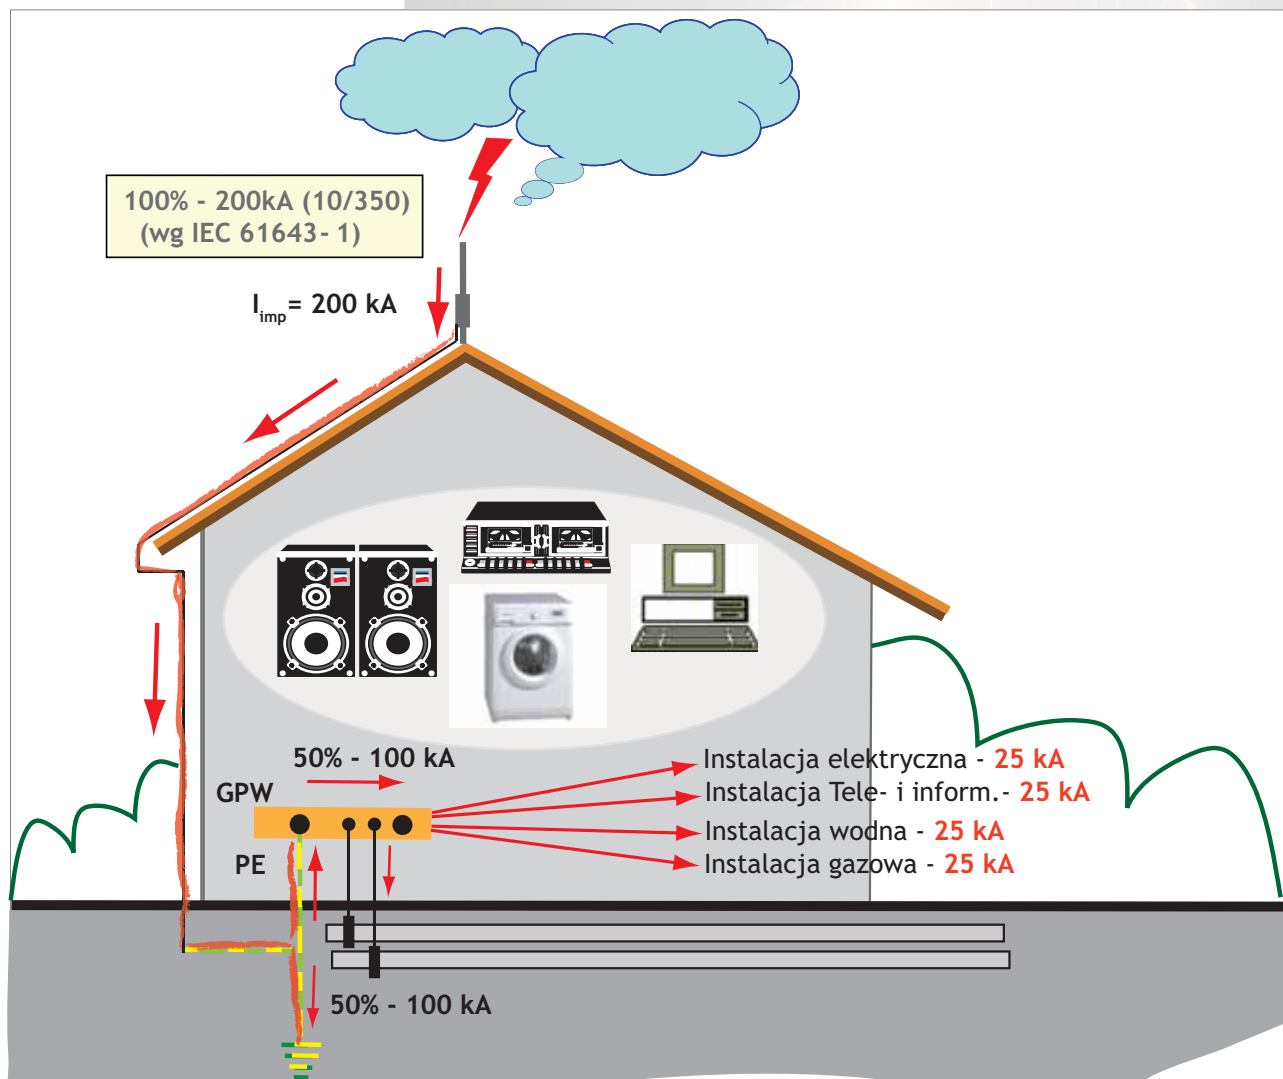 100% - 200kA (10/350)
(wg IEC 61643- 1)
Iimp= 200 kA
50% - 100 kA
GPW
PE
Instalacja elektryczna - 25 kA
Instalacja Tele- i inform.- 25 kA
Instalacja wodna - 25 kA
Instalacja gazowa - 25 kA
50% - 100 kA